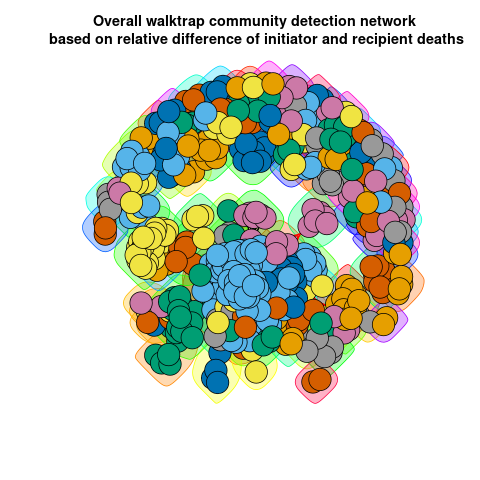 Overall walktrap community detection network
based on relative difference of initiator and recipient deaths